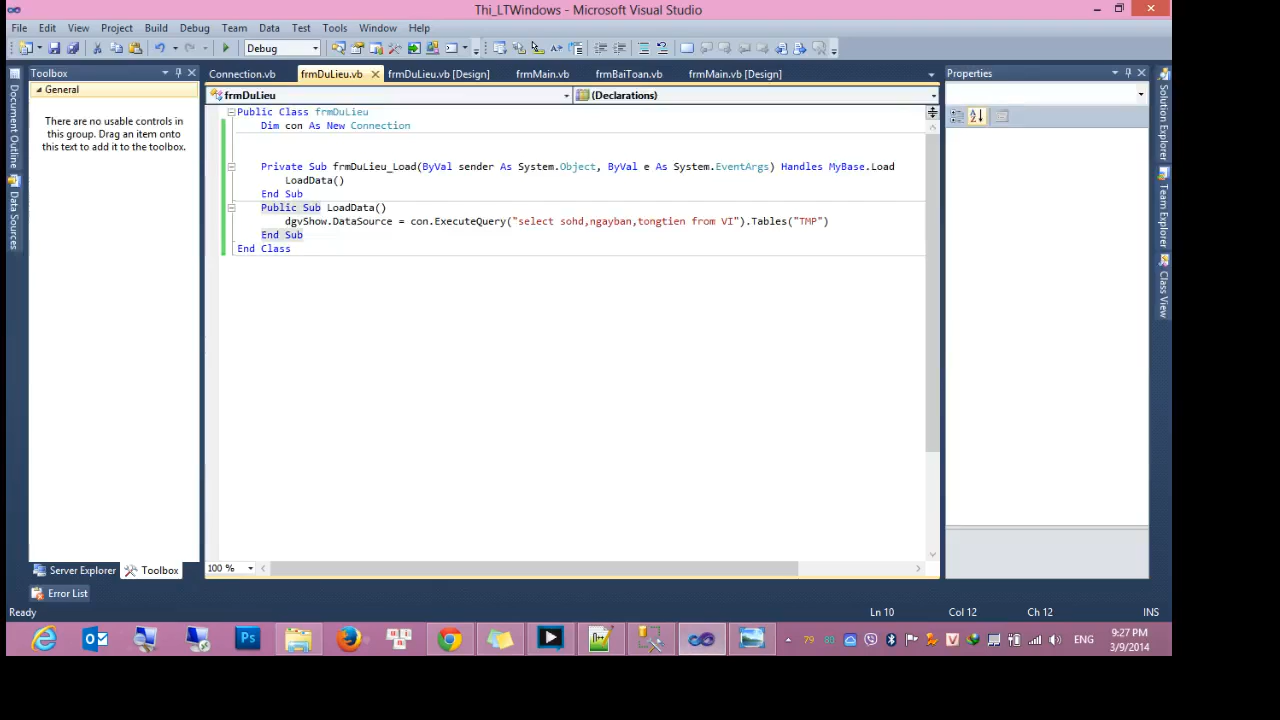 Thi_LTWindows - Microsoft Visual Studio
File Edit View Project Build Debug Team Data Test Tools Window Help
Debug
Toolbox
Connection.vb frmDuLieu.vb frmDuLieu.vb [Design] frmMain.vb frmBaiToan.vb frmMain.vb [Design]
Properties
General
frmDuLieu
(Declarations)
There are no usable controls in
this group. Drag an item onto
this text to add it to the toolbox.
Public Class frmDuLieu
Dim con As New Connection
Private Sub frmDuLieu_Load(ByVal sender As System.Object, ByVal e As System.EventArgs) Handles MyBase.Load
LoadData()
End Sub
Public Sub LoadData()
dgvShow.DataSource = con.ExecuteQuery("select sohd,ngayban,tongtien from VI").Tables("TMP")
End Sub
End Class
Document Outline
Data Sources
Solution Explorer
Team Explorer
Class View
100 %
Server Explorer
Toolbox
Error List
Ready
Ln 10
Col 12
Ch 12
INS
Ps
79
80
V
ENG
9:27 PM
3/9/2014